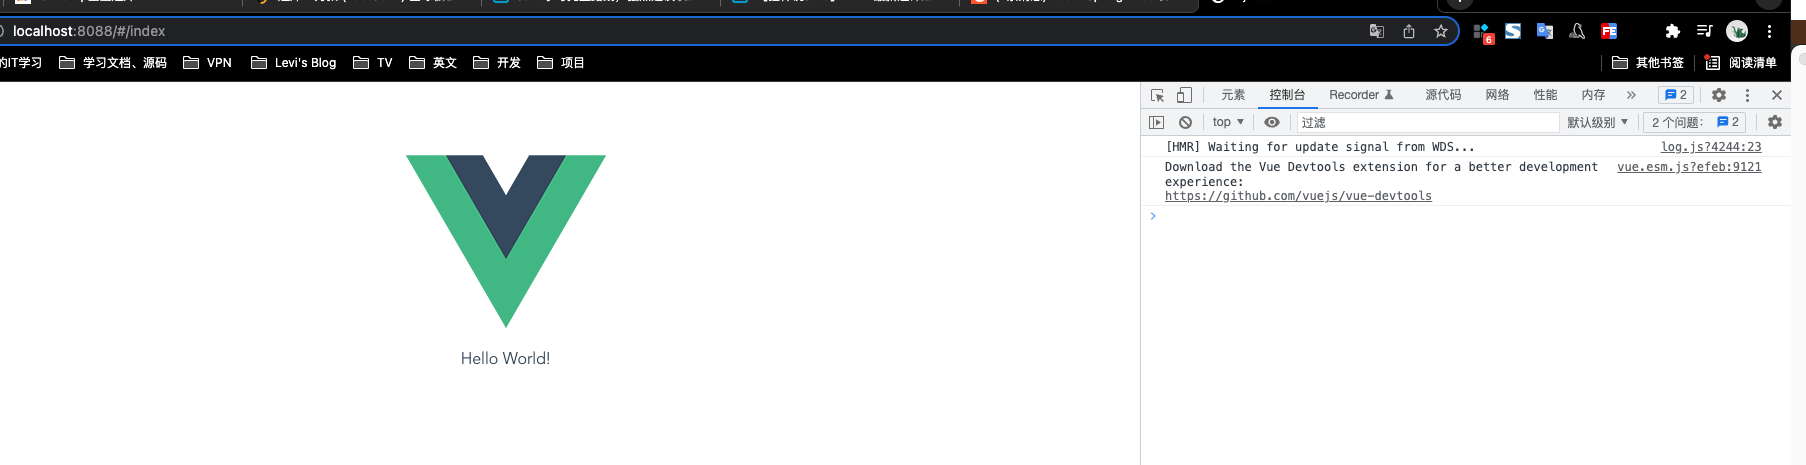 localhost:8088/#/index
6
FE
的IT学习 学习文档、源码 VPN Levi's Blog TV 英文 开发 项目 其他书签 阅读清单
元素 控制台 Recorder 源代码 网络 性能 内存 » 2
top 过滤 默认级别 2 个问题: 2
[HMR] Waiting for update signal from WDS... log.js?4244:23
Download the Vue Devtools extension for a better development vue.esm.js?efeb:9121
experience:
https://github.com/vuejs/vue-devtools
>
Hello World!